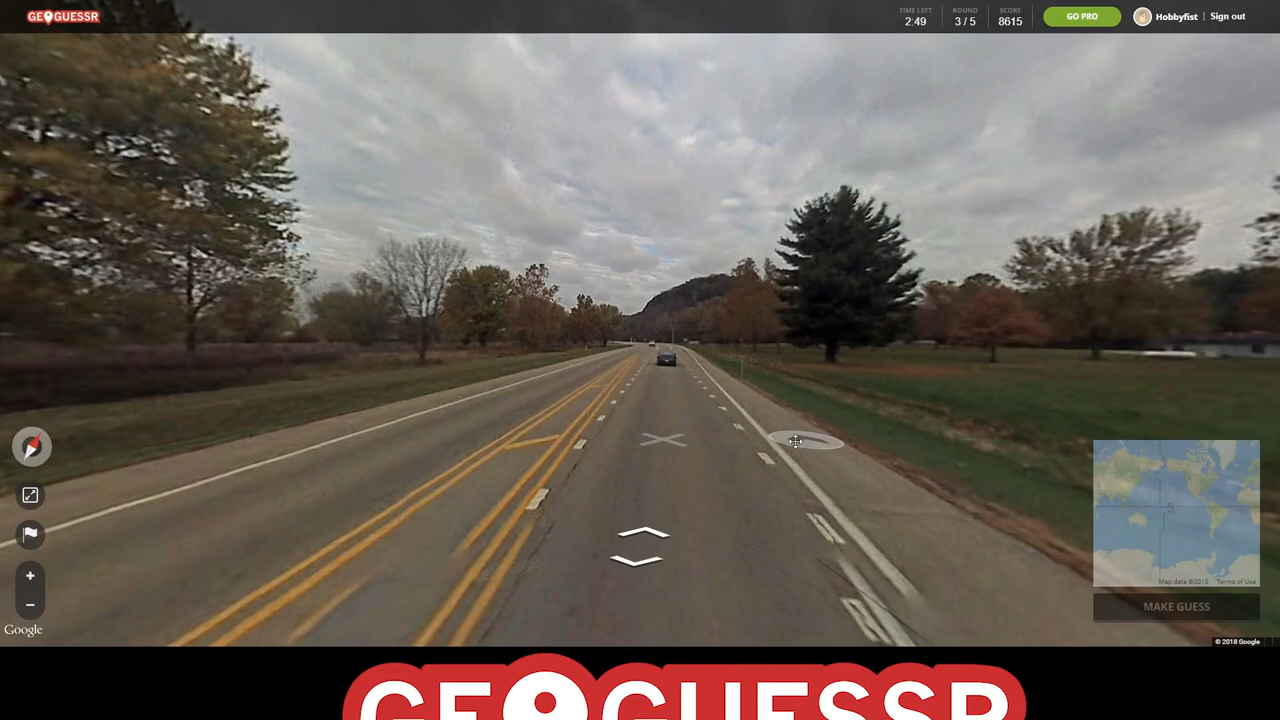 GEOGUESSR
TIME LEFT
2:49
ROUND
3 / 5
SCORE
8615
GO PRO
Hobbyfist | Sign out
+
−
Google
Map data ©2018 Terms of Use
MAKE GUESS
© 2018 Google
GEOGUESSR